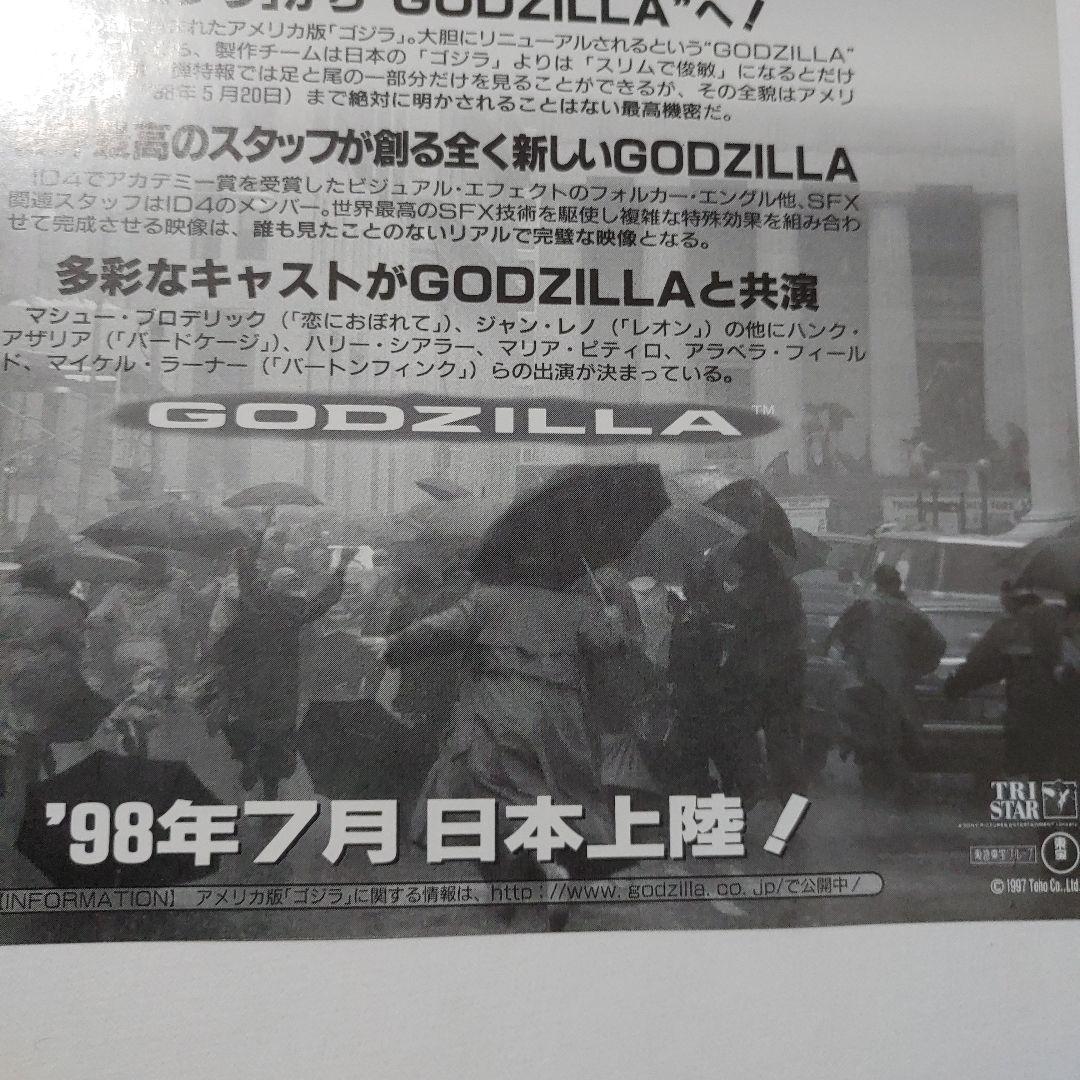 」から"GODZILLA"へ!
れたアメリカ版「ゴジラ」。大胆にリニューアルされるという"GODZILLA"
、製作チームは日本の「ゴジラ」よりは「スリムで俊敏」になるとだけ
弾特報では足と尾の一部分だけを見ることができるが、その全貌はアメリ
98年5月20日)まで絶対に明かされることはない最高機密だ。
最高のスタッフが創る全く新しいGODZILLA
ID4でアカデミー賞を受賞したビジュアル・エフェクトのフォルカー・エングル他、SFX
関連スタッフはID4のメンバー。世界最高のSFX技術を駆使し複雑な特殊効果を組み合わ
せて完成させる映像は、誰も見たことのないリアルで完璧な映像となる。
多彩なキャストがGODZILLAと共演
マシュー・ブロデリック(「恋におぼれて」)、ジャン・レノ(「レオン」)の他にハンク・
アザリア(「バードケージ」)、ハリー・シアラー、マリア・ピティロ、アラベラ・フィール
ド、マイケル・ラーナー(「バートンフィンク」)らの出演が決まっている。
GODZILLA™
'98年7月 日本上陸!
TRI
STAR
東宝
©1997 Toho Co., Ltd.
【INFORMATION】 アメリカ版「ゴジラ」に関する情報は、http://www.godzilla.co.jp/で公開中/